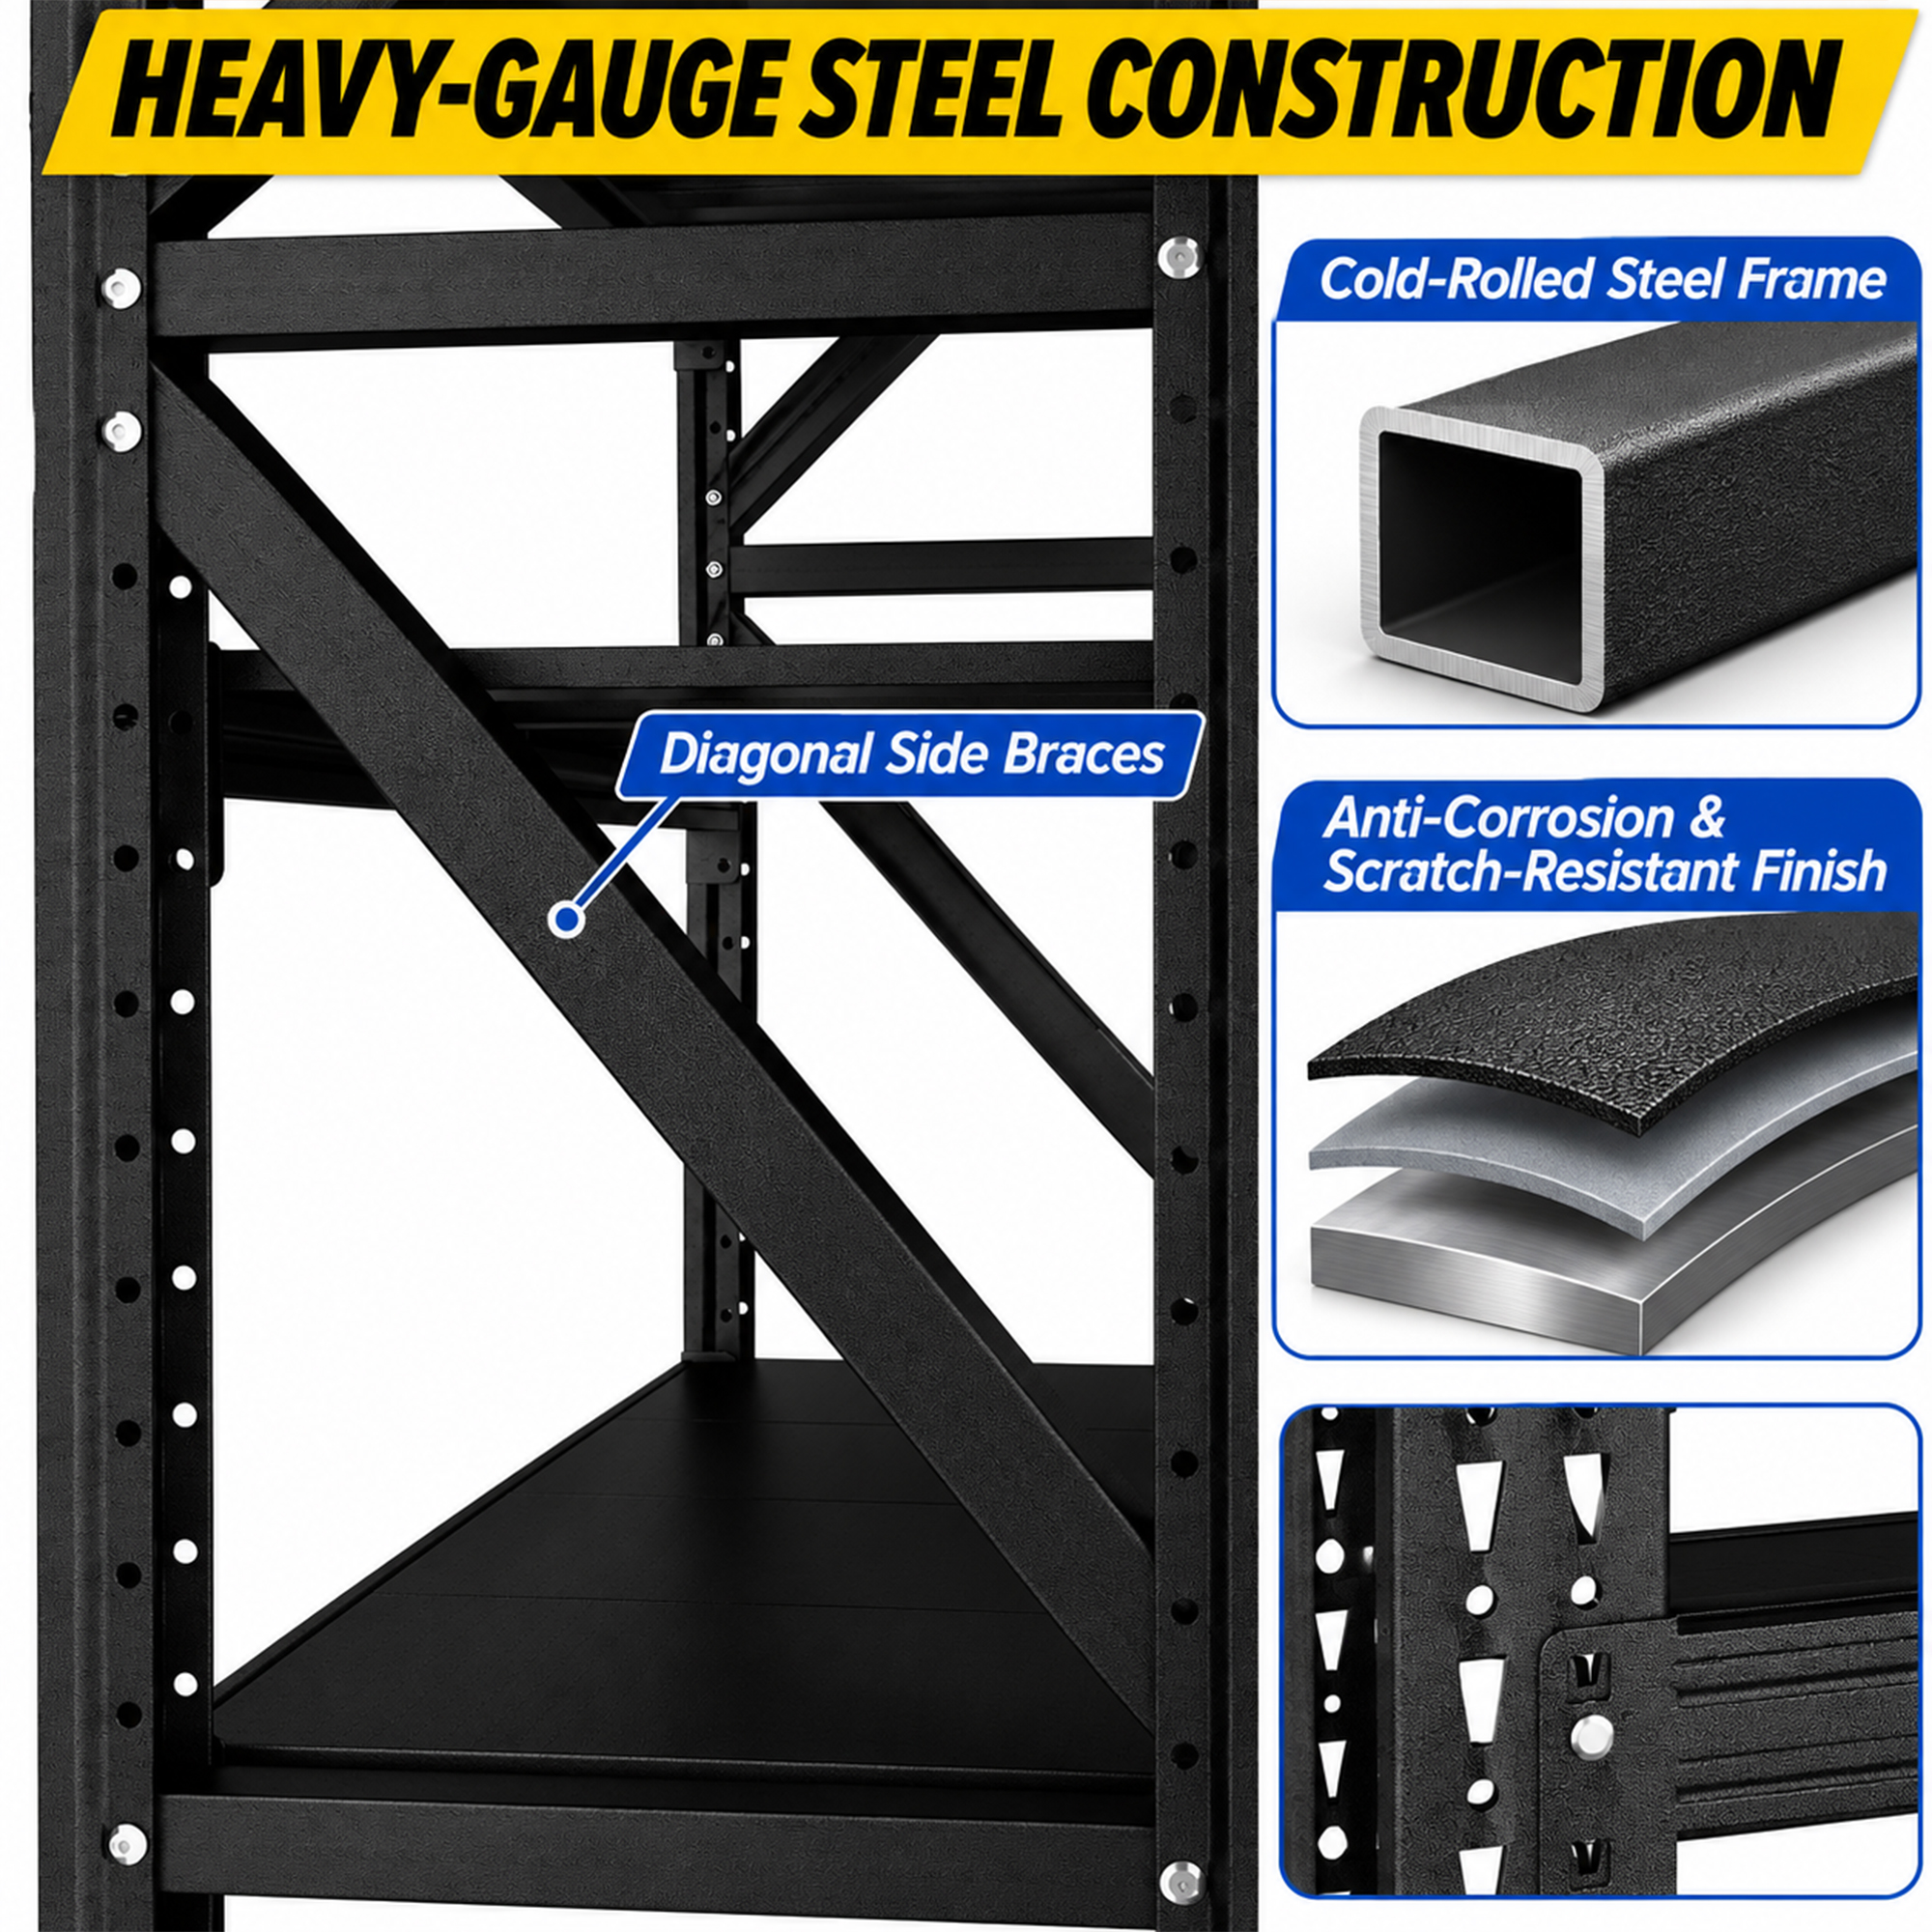 HEAVY-GAUGE STEEL CONSTRUCTION
Cold-Rolled Steel Frame
Diagonal Side Braces
Anti-Corrosion &
Scratch-Resistant Finish